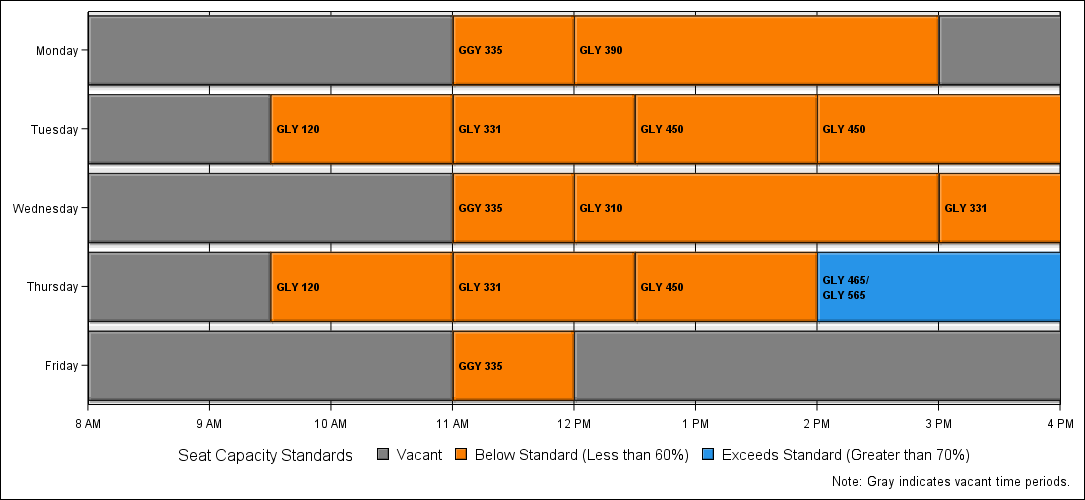 Monday GGY 335 GLY 390
Tuesday GLY 120 GLY 331 GLY 450 GLY 450
Wednesday GGY 335 GLY 310 GLY 331
Thursday GLY 120 GLY 331 GLY 450 GLY 465/
GLY 565
Friday GGY 335
8 AM 9 AM 10 AM 11 AM 12 PM 1 PM 2 PM 3 PM 4 PM
Seat Capacity Standards Vacant Below Standard (Less than 60%) Exceeds Standard (Greater than 70%)
Note: Gray indicates vacant time periods.